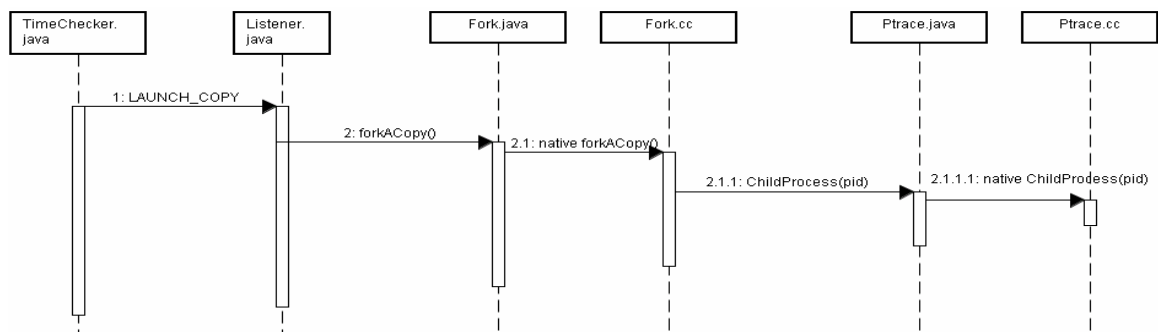 TimeChecker.
java
Listener.
java
Fork.java
Fork.cc
Ptrace.java
Ptrace.cc
1: LAUNCH_COPY
2: forkACopy()
2.1: native forkACopy()
2.1.1: ChildProcess(pid)
2.1.1.1: native ChildProcess(pid)